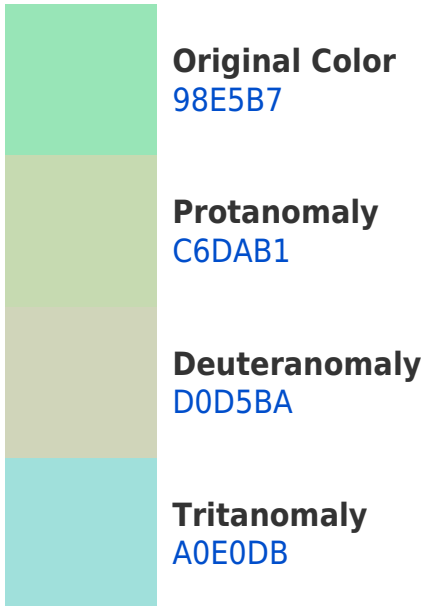 Original Color
98E5B7
Protanomaly
C6DAB1
Deuteranomaly
D0D5BA
Tritanomaly
A0E0DB